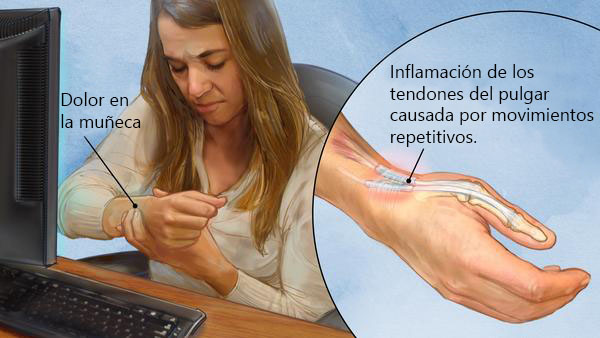 Dolor en
la muñeca
Inflamación de los
tendones del pulgar
causada por movimientos
repetitivos.